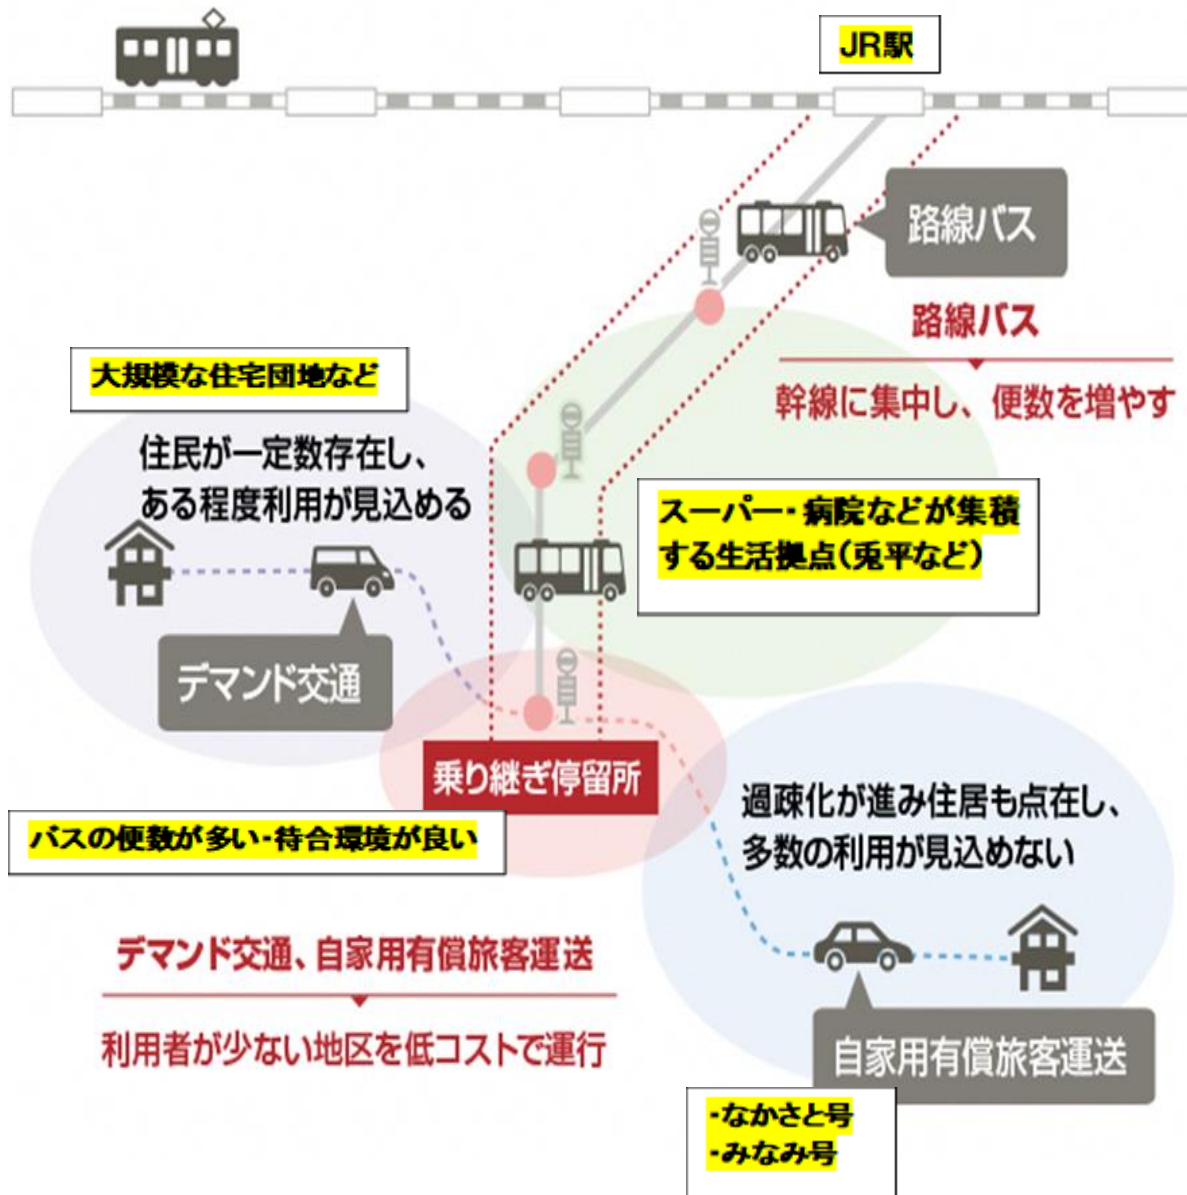 JR駅
路線バス
路線バス
幹線に集中し、便数を増やす
大規模な住宅団地など
住民が一定数存在し、
ある程度利用が見込める
スーパー・病院などが集積
する生活拠点(兎平など)
デマンド交通
乗り継ぎ停留所
バスの便数が多い・待合環境が良い
過疎化が進み住居も点在し、
多数の利用が見込めない
デマンド交通、自家用有償旅客運送
利用者が少ない地区を低コストで運行
自家用有償旅客運送
・なかさと号
・みなみ号